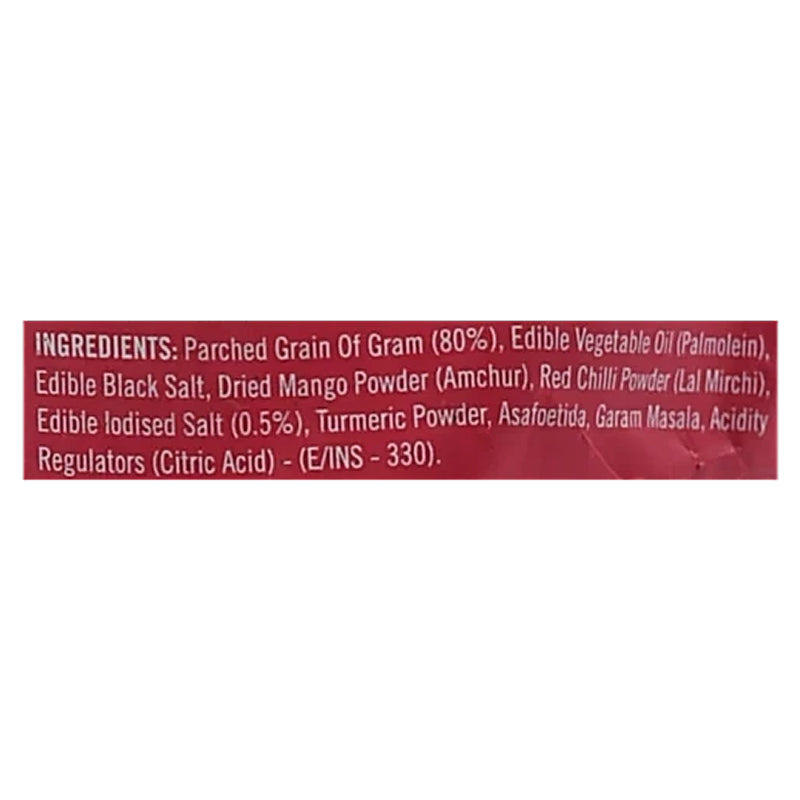 INGREDIENTS: Parched Grain Of Gram (80%), Edible Vegetable Oil (Palmolein),
Edible Black Salt, Dried Mango Powder (Amchur), Red Chilli Powder (Lal Mirchi),
Edible Iodised Salt (0.5%), Turmeric Powder, Asafoetida, Garam Masala, Acidity
Regulators (Citric Acid) - (E/INS - 330).